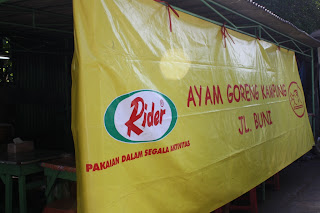 Rider
PAKAIAN DALAM SEGALA AKTIVITAS
AYAM GORENG KAMPUNG
JL. BUNI